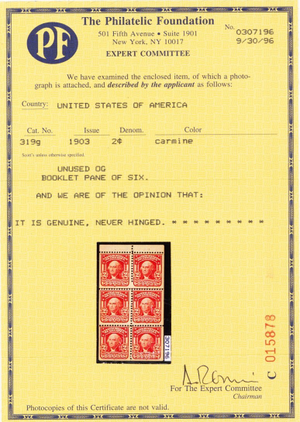 PF
The Philatelic Foundation
501 Fifth Avenue • Suite 1901
New York, NY 10017
EXPERT COMMITTEE
No. 0307196
9/30/96
We have examined the enclosed item, of which a photo-
graph is attached, and described by the applicant as follows:
Country: UNITED STATES OF AMERICA
Cat. No. Issue Denom. Color
319g 1903 2¢ carmine
Scott's unless otherwise specified
UNUSED OG
BOOKLET PANE OF SIX.
AND WE ARE OF THE OPINION THAT:
IT IS GENUINE, NEVER HINGED. * * * * * * * * *
C 015878
For The Expert Committee
Chairman
Photocopies of this Certificate are not valid.